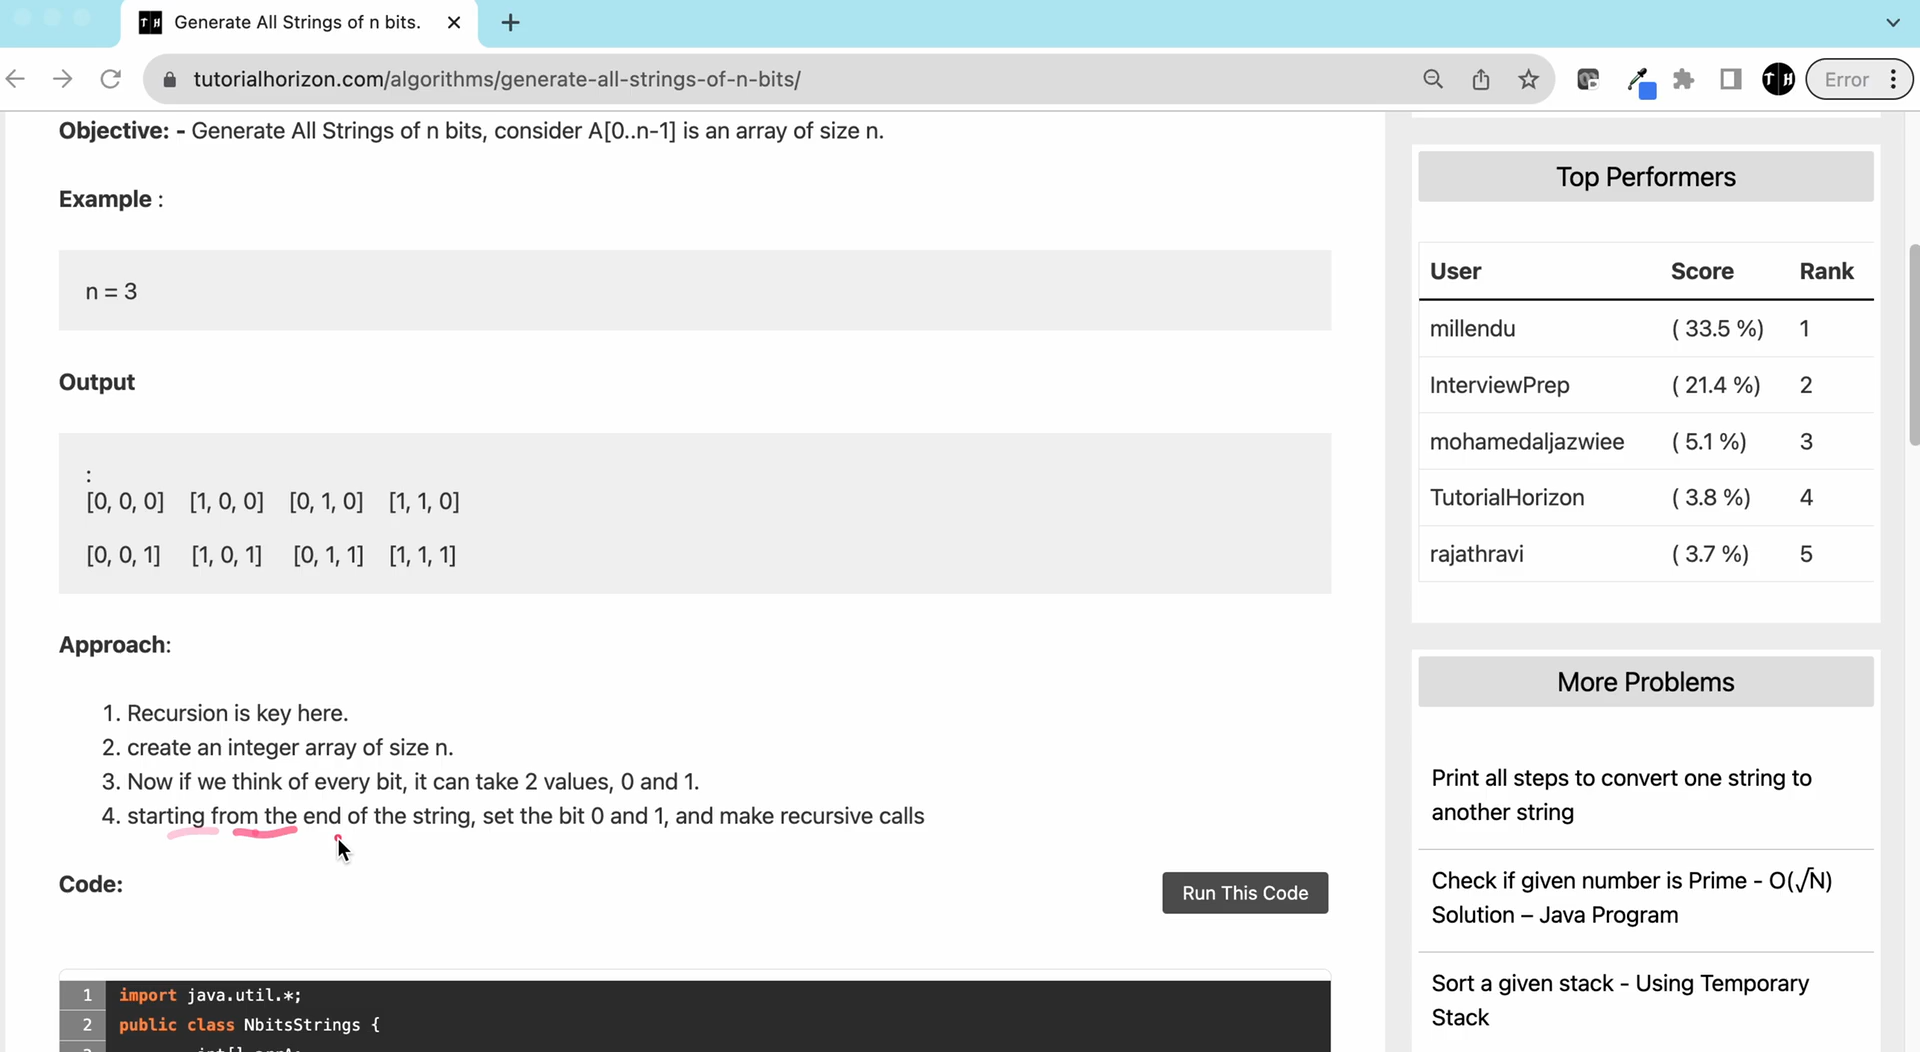 TH Generate All Strings of n bits.
tutorialhorizon.com/algorithms/generate-all-strings-of-n-bits/
TH
Error
Objective: - Generate All Strings of n bits, consider A[0..n-1] is an array of size n.
Example :
n = 3
Output
:
[0, 0, 0] [1, 0, 0] [0, 1, 0] [1, 1, 0]
[0, 0, 1] [1, 0, 1] [0, 1, 1] [1, 1, 1]
Approach:
1. Recursion is key here.
2. create an integer array of size n.
3. Now if we think of every bit, it can take 2 values, 0 and 1.
4. starting from the end of the string, set the bit 0 and 1, and make recursive calls
Code:
Run This Code
1 import java.util.*;
2 public class NbitsStrings {
Top Performers
User Score Rank
millendu ( 33.5 %) 1
InterviewPrep ( 21.4 %) 2
mohamedaljazwiee ( 5.1 %) 3
TutorialHorizon ( 3.8 %) 4
rajathravi ( 3.7 %) 5
More Problems
Print all steps to convert one string to
another string
Check if given number is Prime - O(√N)
Solution – Java Program
Sort a given stack - Using Temporary
Stack